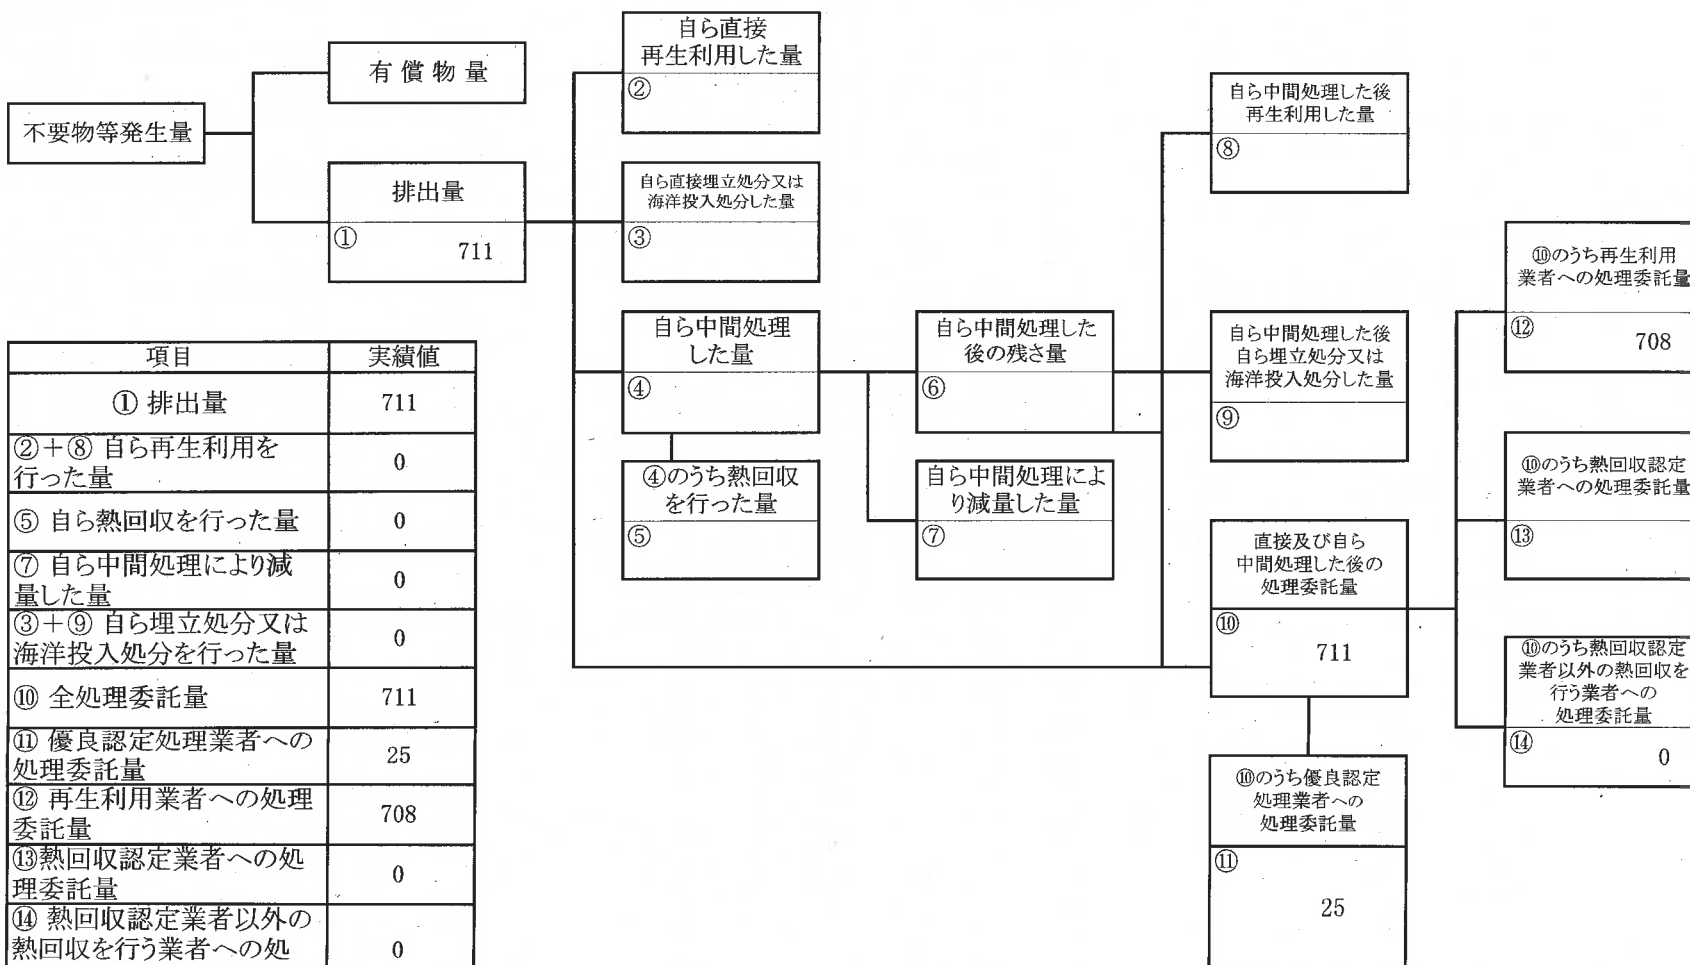 不要物等発生量
有償物量
排出量
①
711
自ら直接
再生利用した量
②
自ら直接埋立処分又は
海洋投入処分した量
③
自ら中間処理
した量
④
④のうち熱回収
を行った量
⑤
自ら中間処理した
後の残さ量
⑥
自ら中間処理によ
り減量した量
⑦
自ら中間処理した後
再生利用した量
⑧
自ら中間処理した後
自ら埋立処分又は
海洋投入処分した量
⑨
直接及び自ら
中間処理した後の
処理委託量
⑩
711
⑩のうち優良認定
処理業者への
処理委託量
⑪
25
⑩のうち再生利用
業者への処理委託量
⑫
708
⑩のうち熱回収認定
業者への処理委託量
⑬
⑩のうち熱回収認定
業者以外の熱回収を
行う業者への
処理委託量
⑭
0
項目 実績値
① 排出量 711
②＋⑧ 自ら再生利用を
行った量 0
⑤ 自ら熱回収を行った量 0
⑦ 自ら中間処理により減
量した量 0
③＋⑨ 自ら埋立処分又は
海洋投入処分を行った量 0
⑩ 全処理委託量 711
⑪ 優良認定処理業者への
処理委託量 25
⑫ 再生利用業者への処理
委託量 708
⑬熱回収認定業者への処
理委託量 0
⑭ 熱回収認定業者以外の
熱回収を行う業者への処 0